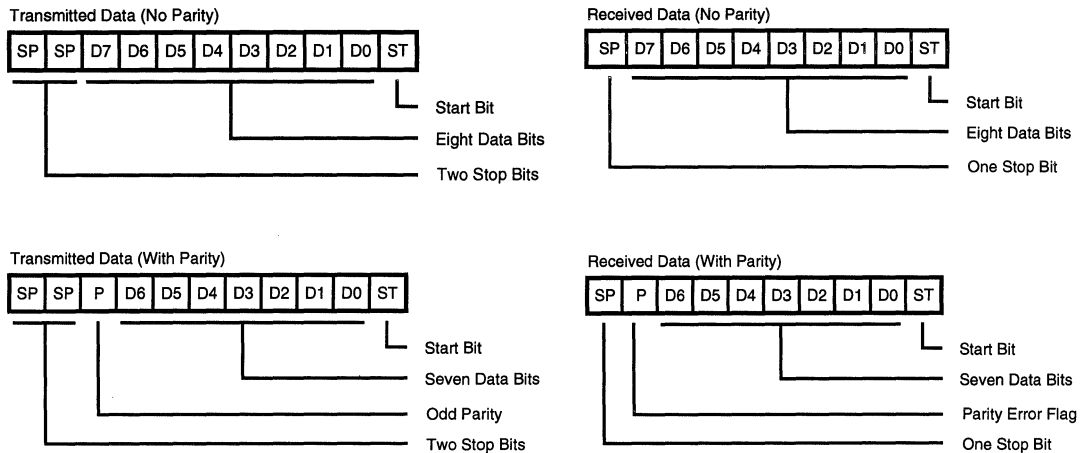 Transmitted Data (No Parity)
SP SP D7 D6 D5 D4 D3 D2 D1 D0 ST
Start Bit
Eight Data Bits
Two Stop Bits
Received Data (No Parity)
SP D7 D6 D5 D4 D3 D2 D1 D0 ST
Start Bit
Eight Data Bits
One Stop Bit
Transmitted Data (With Parity)
SP SP P D6 D5 D4 D3 D2 D1 D0 ST
Start Bit
Seven Data Bits
Odd Parity
Two Stop Bits
Received Data (With Parity)
SP P D6 D5 D4 D3 D2 D1 D0 ST
Start Bit
Seven Data Bits
Parity Error Flag
One Stop Bit